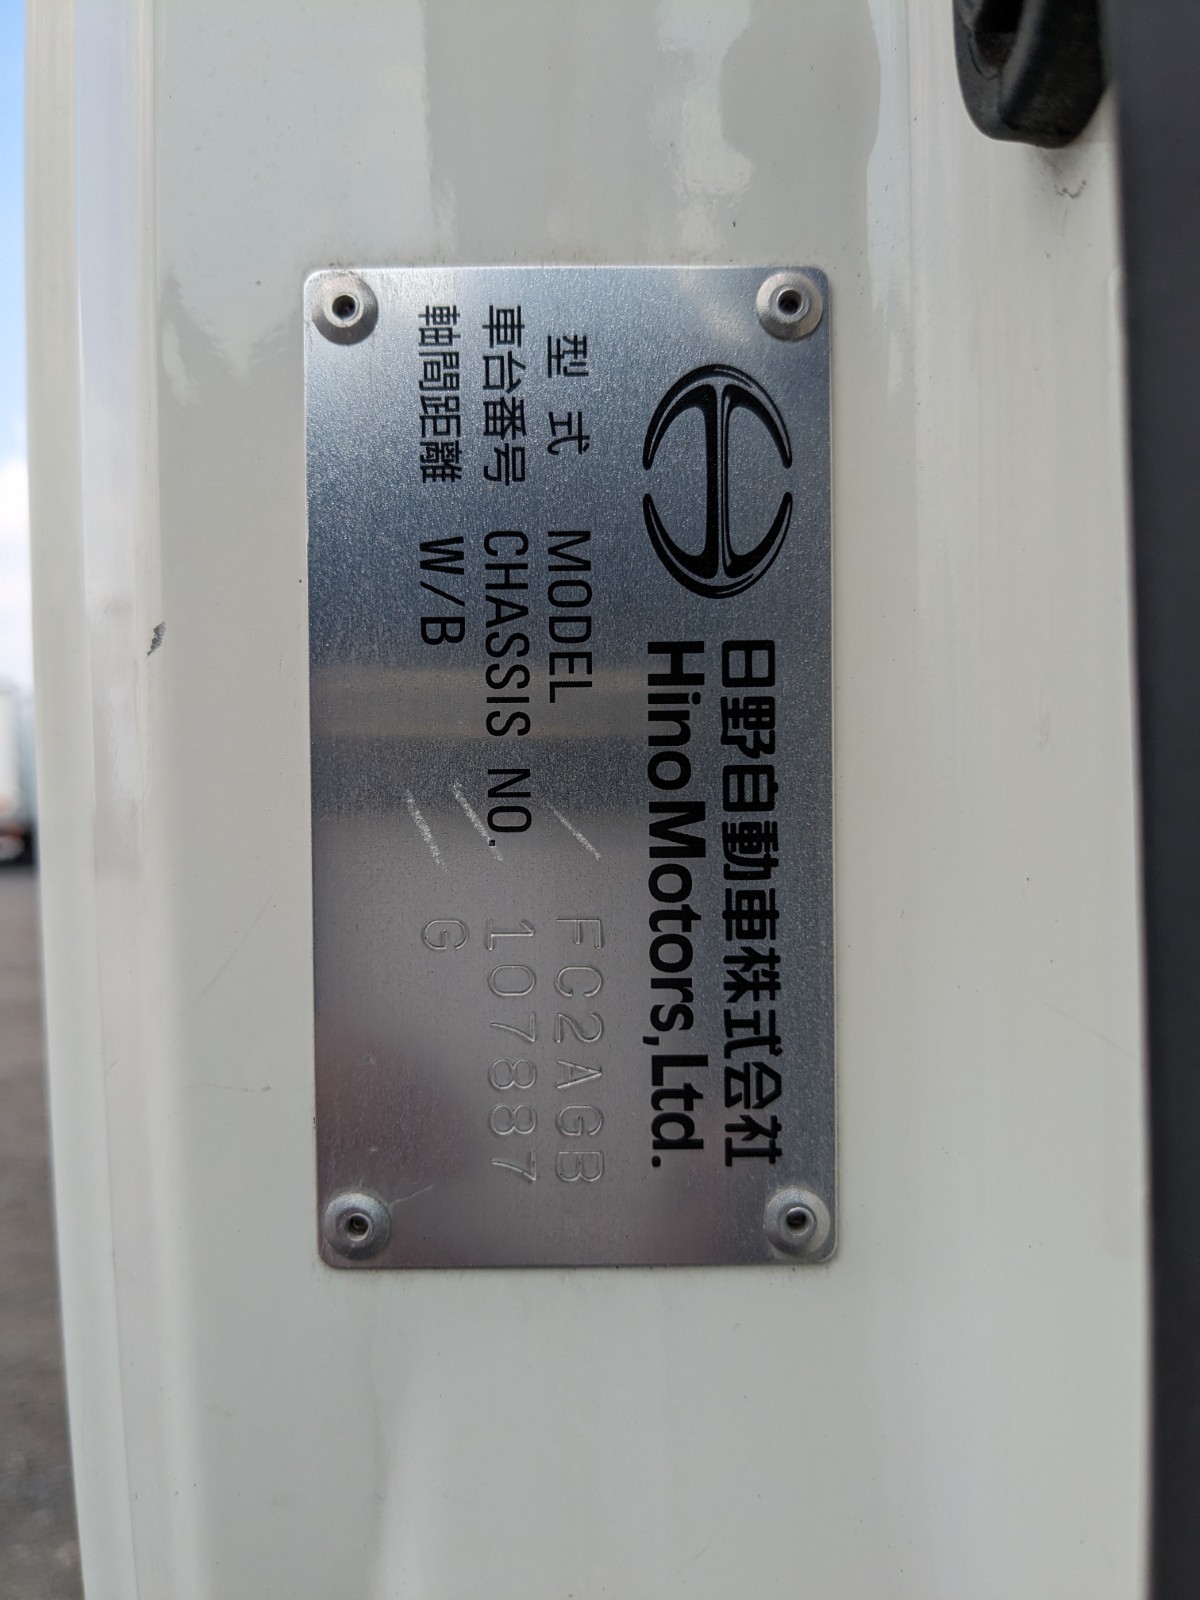 日野自動車株式会社
Hino Motors, Ltd.
型式 MODEL FC2AGB
車台番号 CHASSIS NO. 107887
軸間距離 W/B G